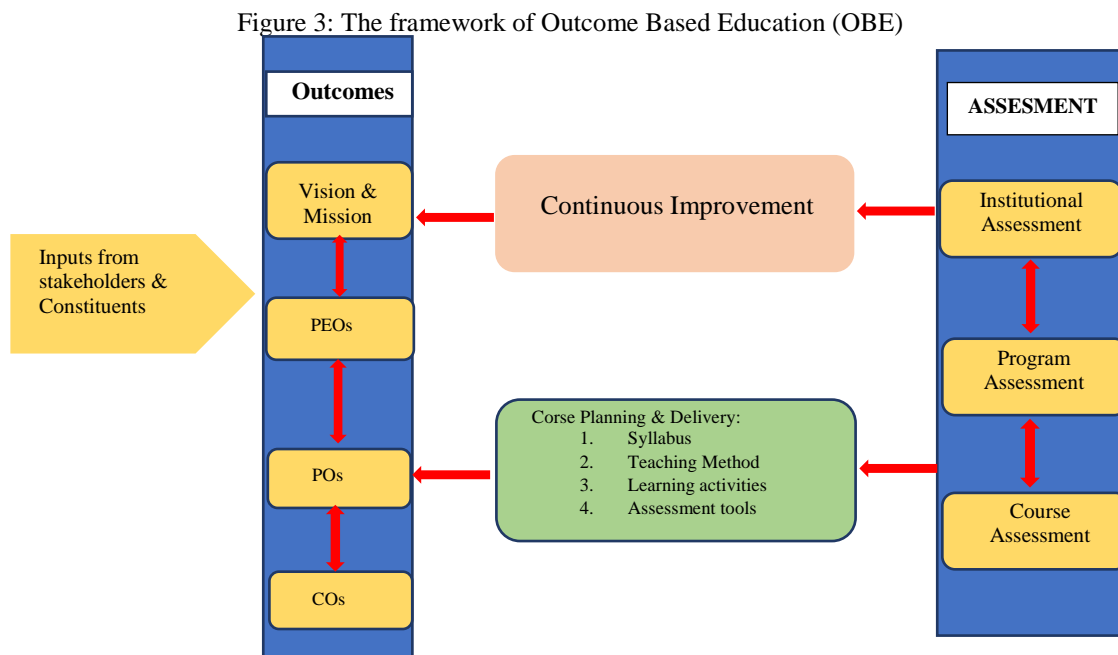 Figure 3: The framework of Outcome Based Education (OBE)
Outcomes
ASSESMENT
Vision &
Mission
Continuous Improvement
Institutional
Assessment
Inputs from
stakeholders &
Constituents
PEOs
Program
Assessment
Corse Planning & Delivery:
1. Syllabus
2. Teaching Method
3. Learning activities
4. Assessment tools
POs
Course
Assessment
COs